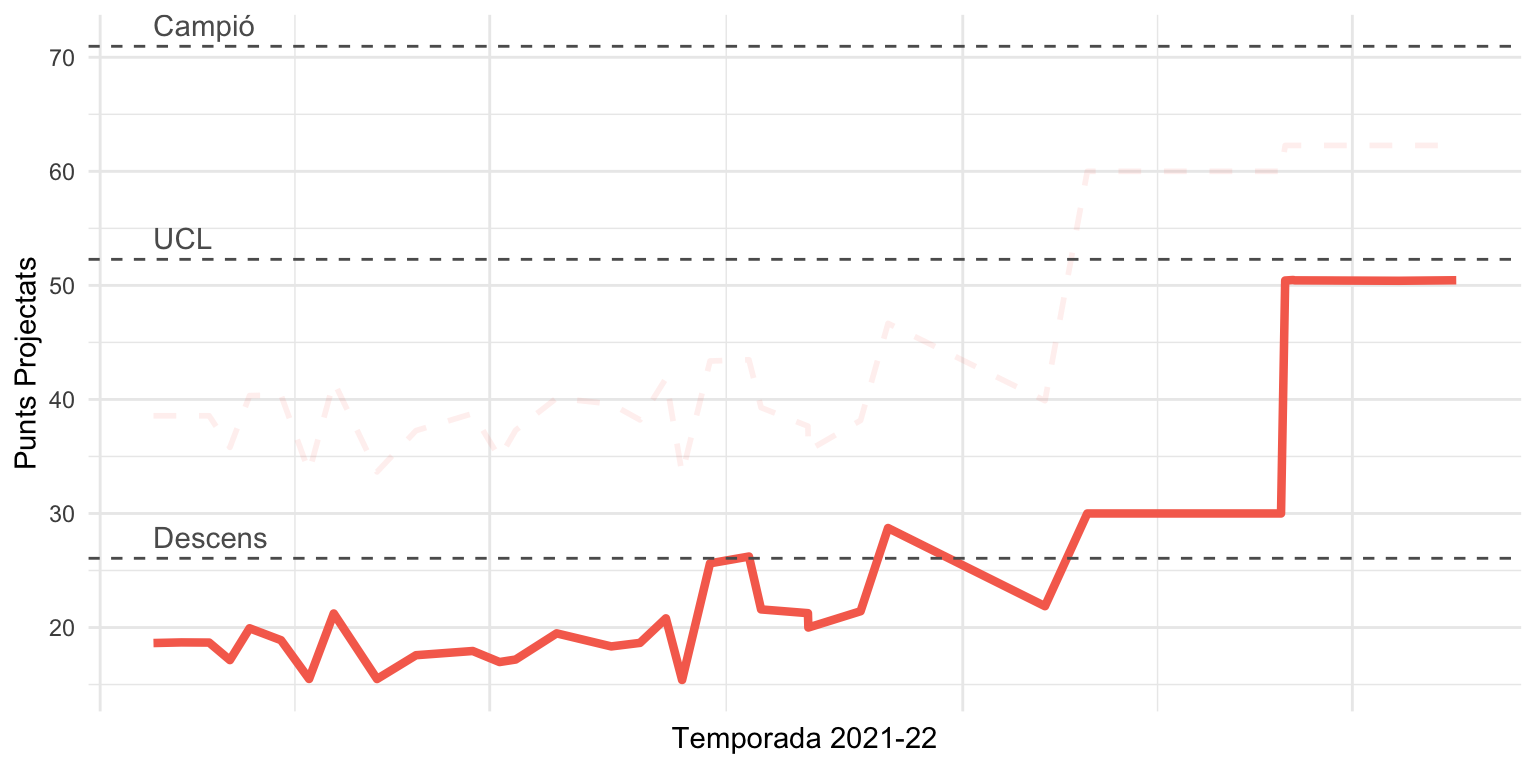 Campió
70
60
UCL
50
Punts Projectats
40
30
Descens
20
Temporada 2021-22